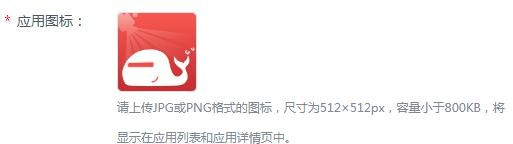 * 应用图标：
请上传JPG或PNG格式的图标，尺寸为512×512px，容量小于800KB，将
显示在应用列表和应用详情页中。